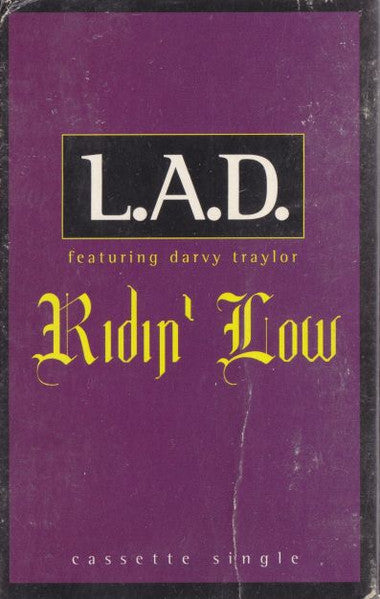 L.A.D.
featuring darvy traylor
Ridin' Low
cassette single